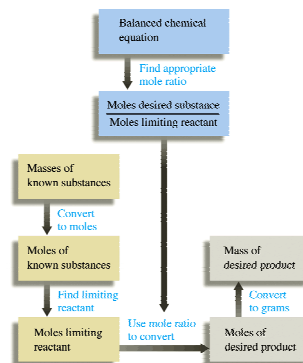 Balanced chemical
equation
Find appropriate
mole ratio
Moles desired substance
Moles limiting reactant
Masses of
known substances
Convert
to moles
Moles of
known substances
Find limiting
reactant
Moles limiting
reactant
Use mole ratio
to convert
Mass of
desired product
Convert
to grams
Moles of
desired product